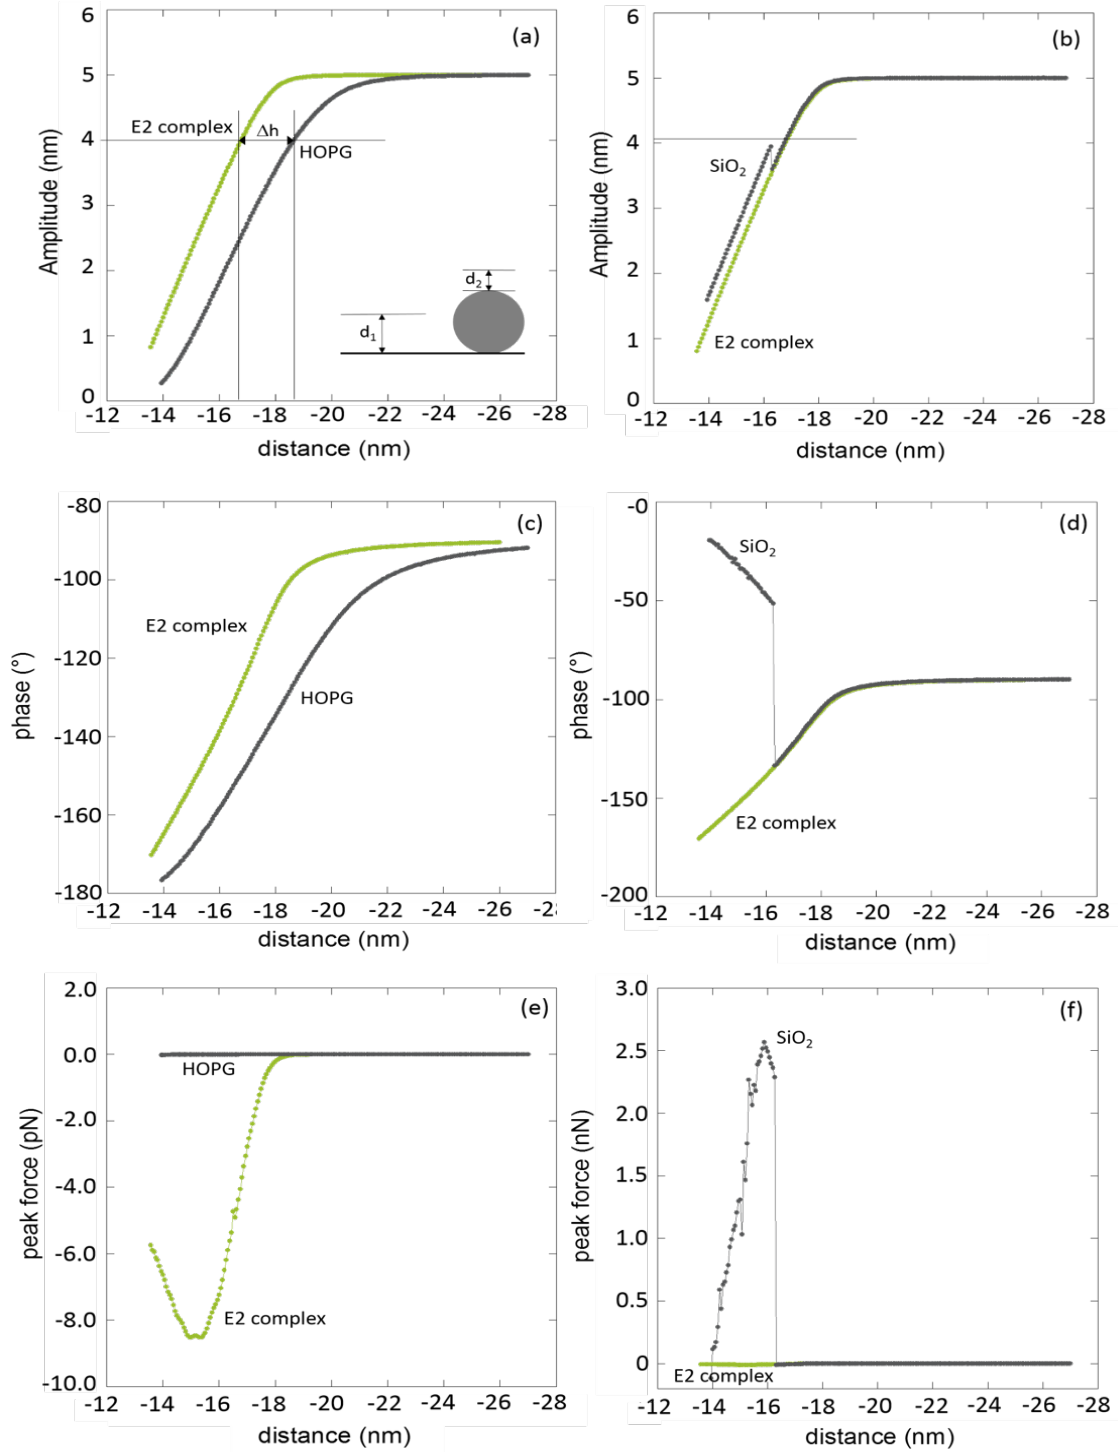 (a)
6
5
4
3
2
1
0
Amplitude (nm)
E2 complex
Δh
HOPG
d1
d2
-12 -14 -16 -18 -20 -22 -24 -26 -28
distance (nm)
(b)
6
5
4
3
2
1
0
Amplitude (nm)
SiO2
E2 complex
-12 -14 -16 -18 -20 -22 -24 -26 -28
distance (nm)
(c)
-80
-100
-120
-140
-160
-180
phase (°)
E2 complex
HOPG
-12 -14 -16 -18 -20 -22 -24 -26
distance (nm)
(d)
-0
-50
-100
-150
-200
phase (°)
SiO2
E2 complex
-12 -14 -16 -18 -20 -22 -24 -26 -28
distance (nm)
(e)
2.0
0.0
-2.0
-4.0
-6.0
-8.0
-10.0
peak force (pN)
HOPG
E2 complex
-12 -14 -16 -18 -20 -22 -24 -26 -28
distance (nm)
(f)
3.0
2.5
2.0
1.5
1.0
0.5
0
peak force (nN)
SiO2
E2 complex
-12 -14 -16 -18 -20 -22 -24 -26 -28
distance (nm)